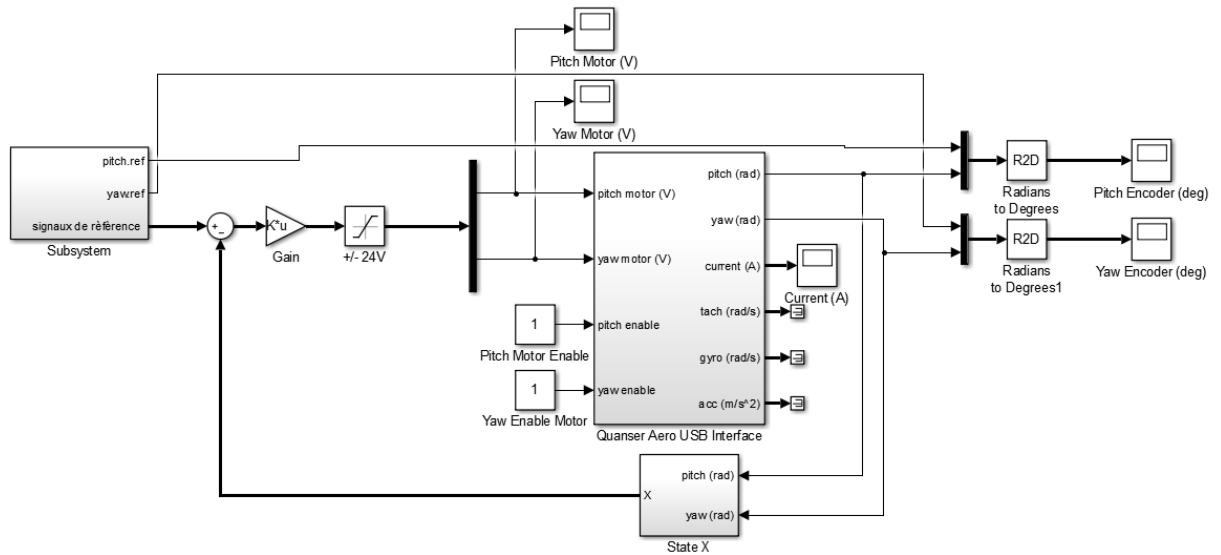 Pitch Motor (V)
Yaw Motor (V)
pitch.ref
yawref
signaux de rèférence
Subsystem
+
-
K*u
Gain
+/- 24V
1
Pitch Motor Enable
1
Yaw Enable Motor
pitch motor (V)
yaw motor (V)
pitch enable
yaw enable
pitch (rad)
yaw (rad)
current (A)
tach (rad/s)
gyro (rad/s)
acc (m/s^2)
Quanser Aero USB Interface
Current (A)
R2D
Radians
to Degrees
Pitch Encoder (deg)
R2D
Radians
to Degrees1
Yaw Encoder (deg)
pitch (rad)
X
yaw (rad)
State X